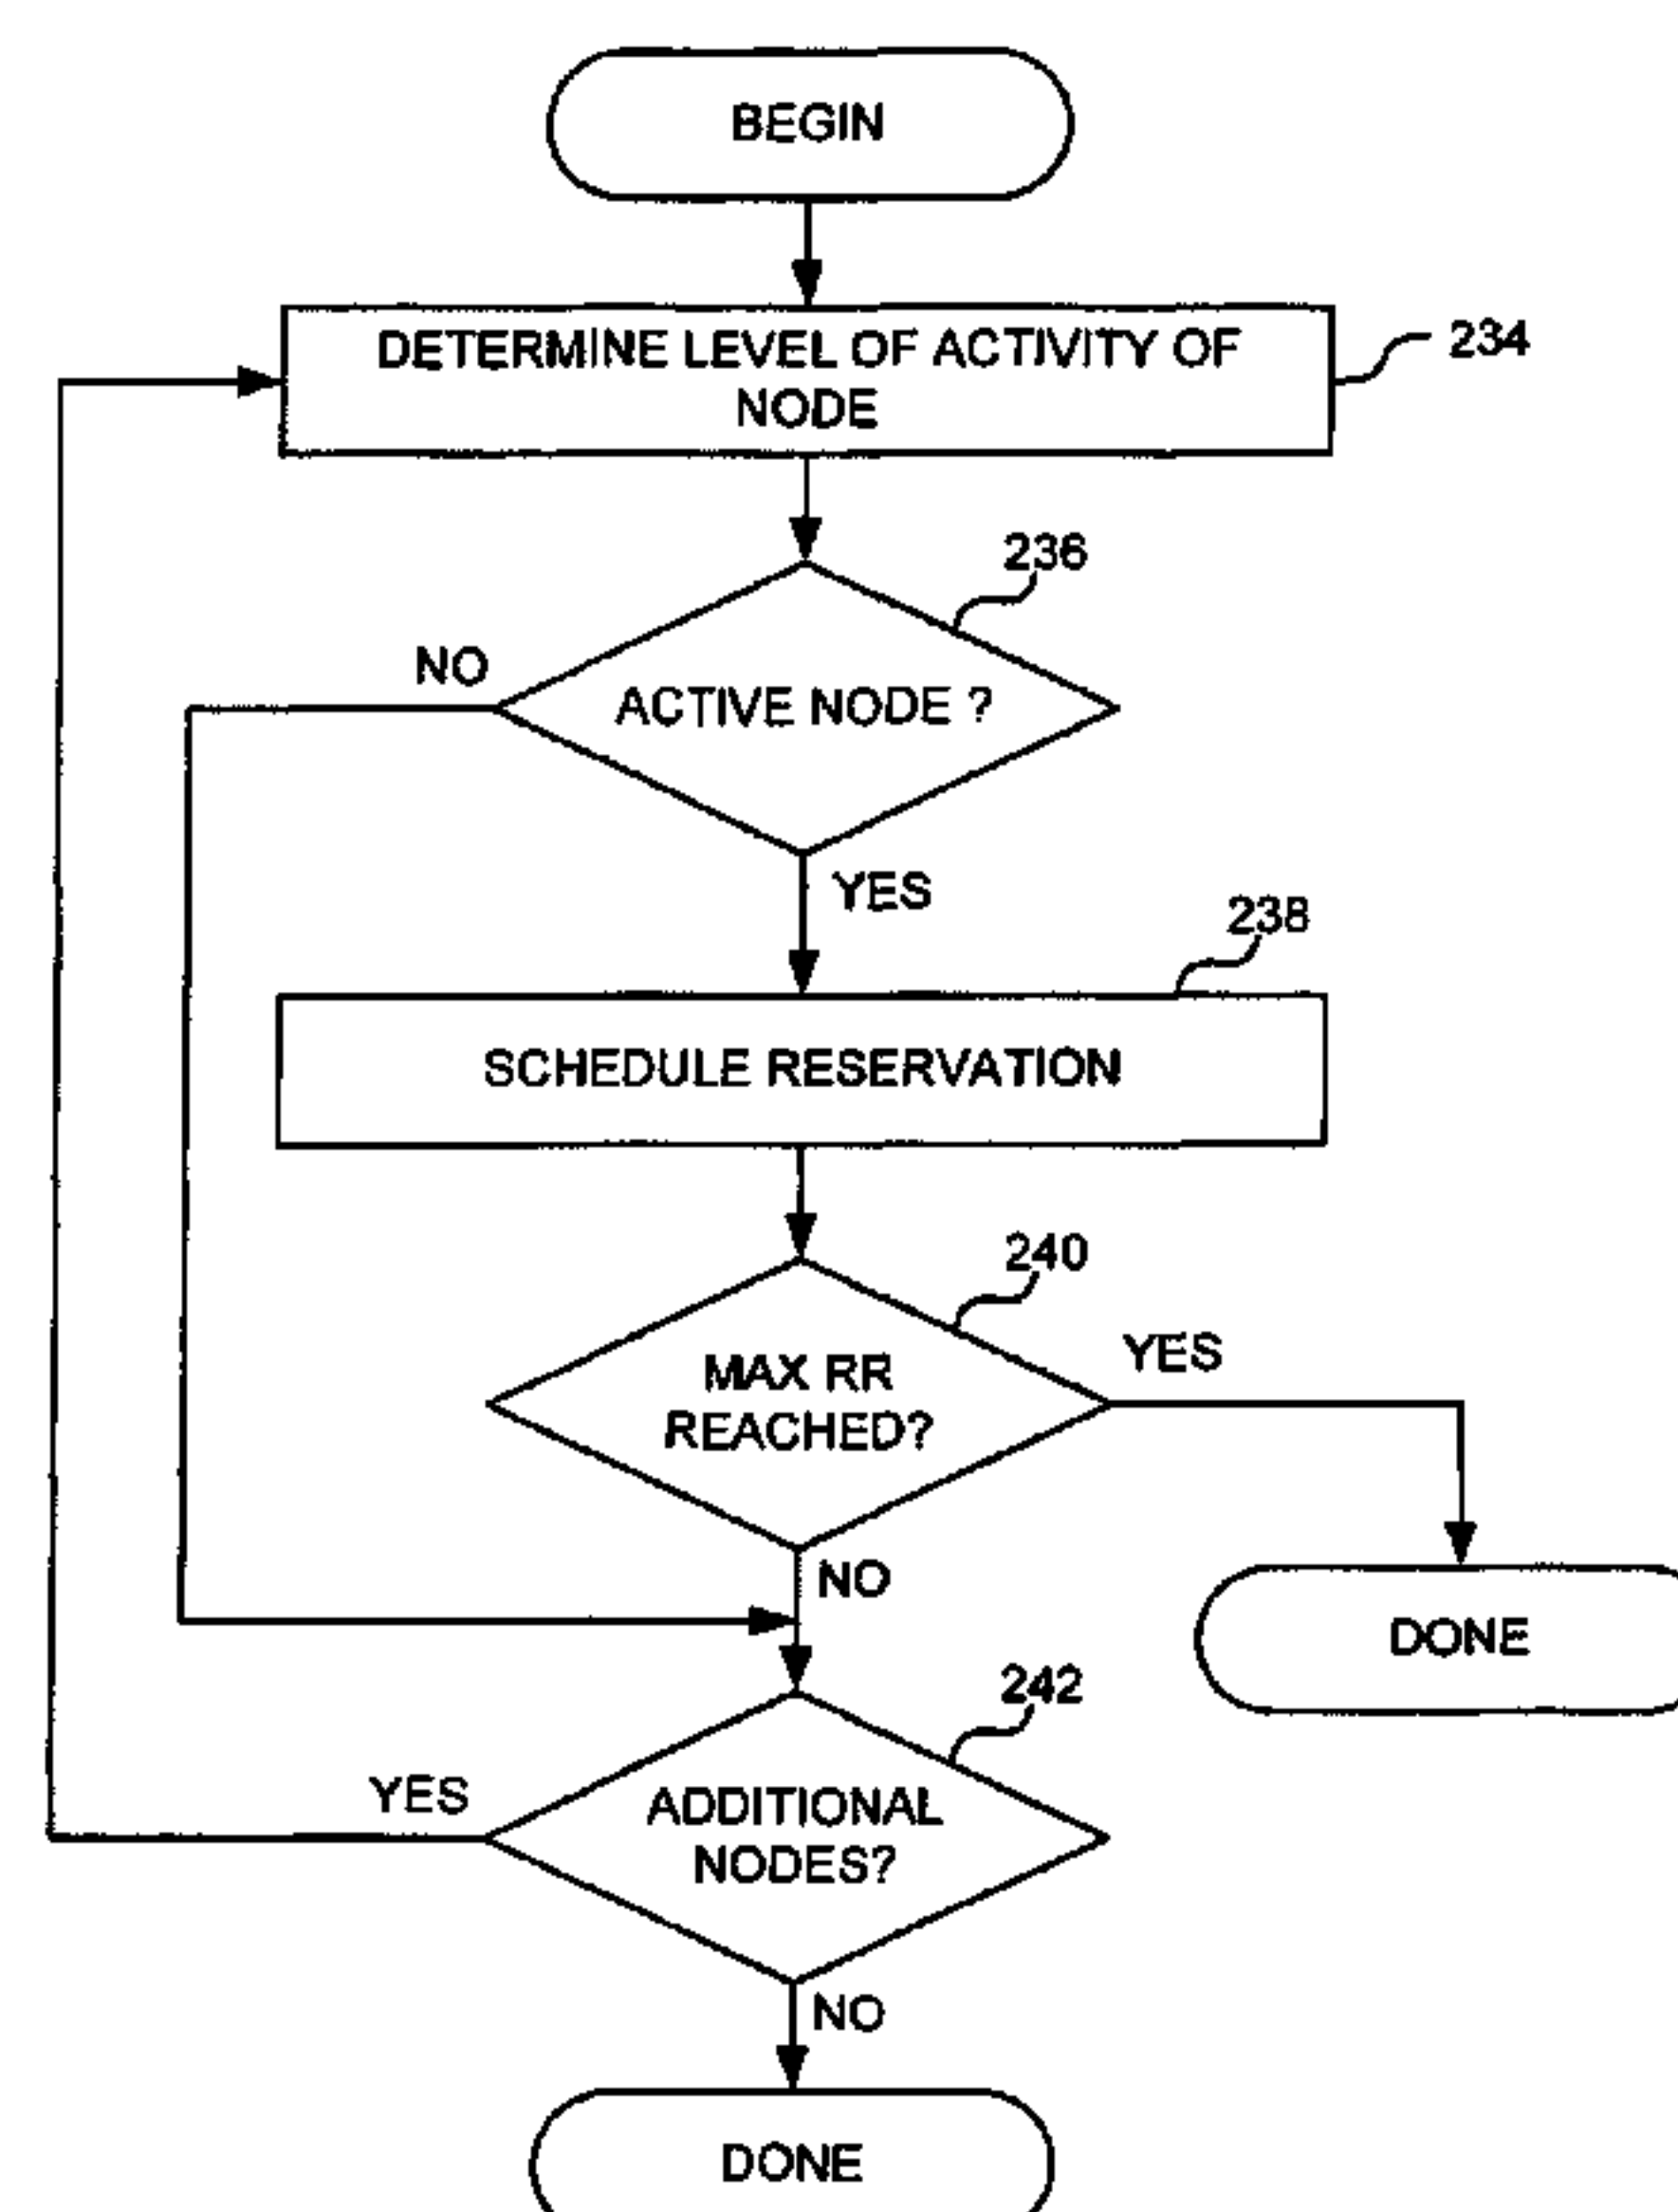 BEGIN
DETERMINE LEVEL OF ACTIVITY OF
NODE
234
236
NO
ACTIVE NODE ?
YES
238
SCHEDULE RESERVATION
240
YES
MAX RR
REACHED?
NO
DONE
242
YES
ADDITIONAL
NODES?
NO
DONE